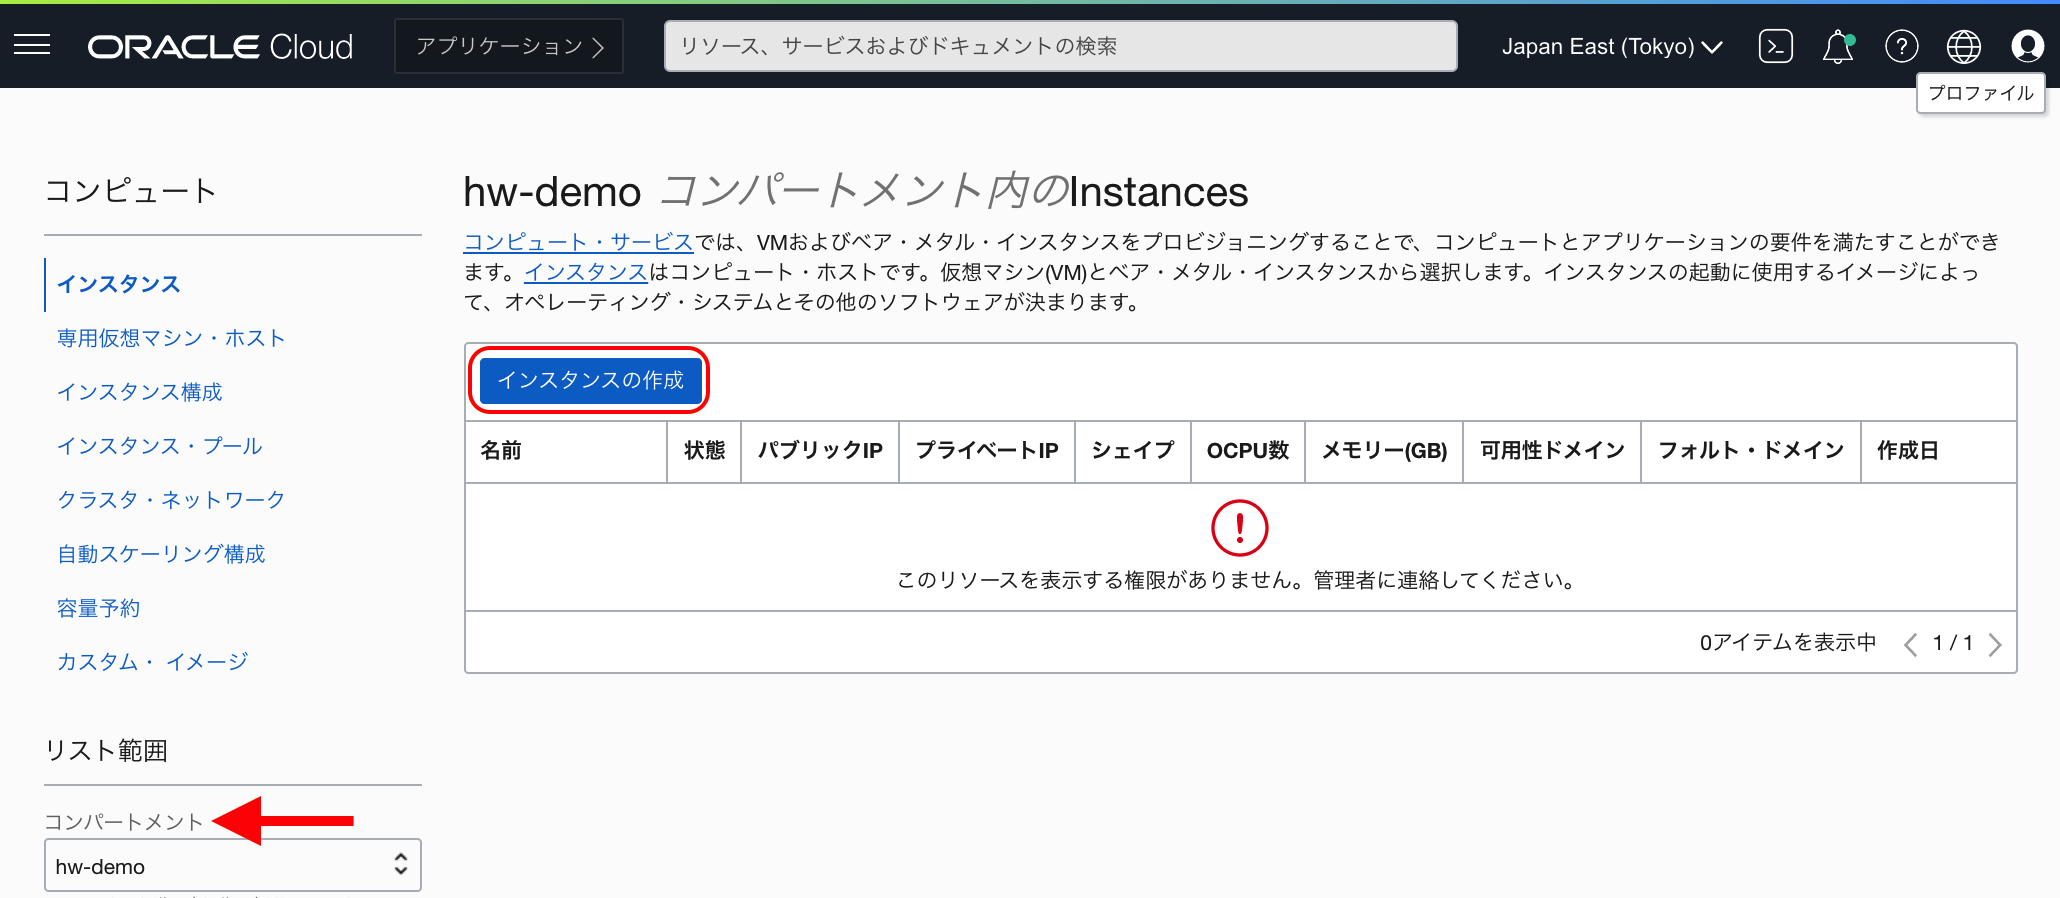 ORACLE Cloud
アプリケーション
リソース、サービスおよびドキュメントの検索
Japan East (Tokyo)
プロファイル
コンピュート
インスタンス
専用仮想マシン・ホスト
インスタンス構成
インスタンス・プール
クラスタ・ネットワーク
自動スケーリング構成
容量予約
カスタム・ イメージ
リスト範囲
コンパートメント
hw-demo
hw-demo コンパートメント内のInstances
コンピュート・サービスでは、VMおよびベア・メタル・インスタンスをプロビジョニングすることで、コンピュートとアプリケーションの要件を満たすことができ
ます。インスタンスはコンピュート・ホストです。仮想マシン(VM)とベア・メタル・インスタンスから選択します。インスタンスの起動に使用するイメージによっ
て、オペレーティング・システムとその他のソフトウェアが決まります。
インスタンスの作成
名前 状態 パブリックIP プライベートIP シェイプ OCPU数 メモリー(GB) 可用性ドメイン フォルト・ドメイン 作成日
このリソースを表示する権限がありません。管理者に連絡してください。
0アイテムを表示中 1 / 1